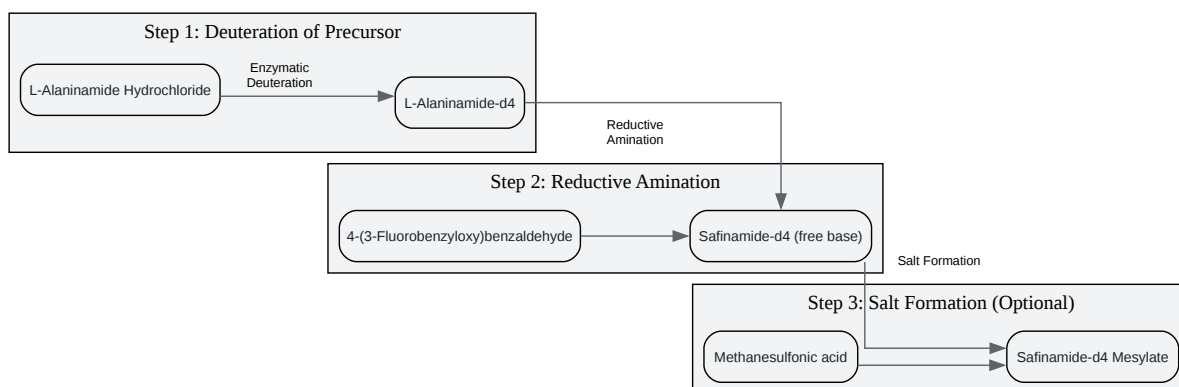 Step 1: Deuteration of Precursor
L-Alaninamide Hydrochloride
Enzymatic
Deuteration
L-Alaninamide-d4
Reductive
Amination
Step 2: Reductive Amination
4-(3-Fluorobenzyloxy)benzaldehyde
Safinamide-d4 (free base)
Salt Formation
Step 3: Salt Formation (Optional)
Methanesulfonic acid
Safinamide-d4 Mesylate